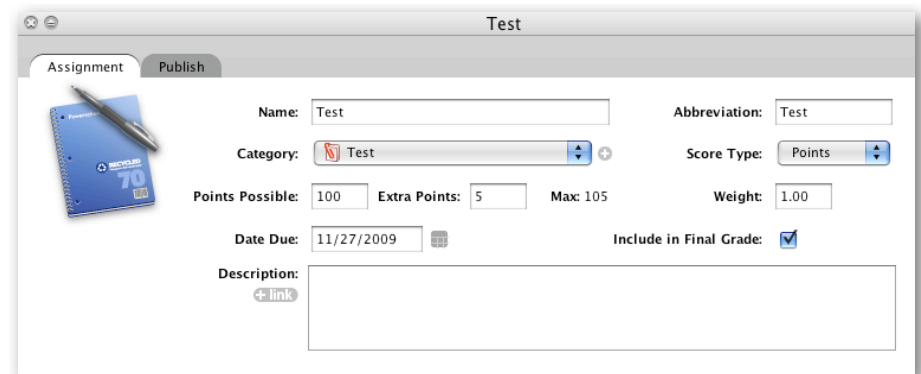 Test
Assignment Publish
Name: Test Abbreviation: Test
Category: Test Score Type: Points
Points Possible: 100 Extra Points: 5 Max: 105 Weight: 1.00
Date Due: 11/27/2009 Include in Final Grade:
Description:
+ link
RECYCLED
70